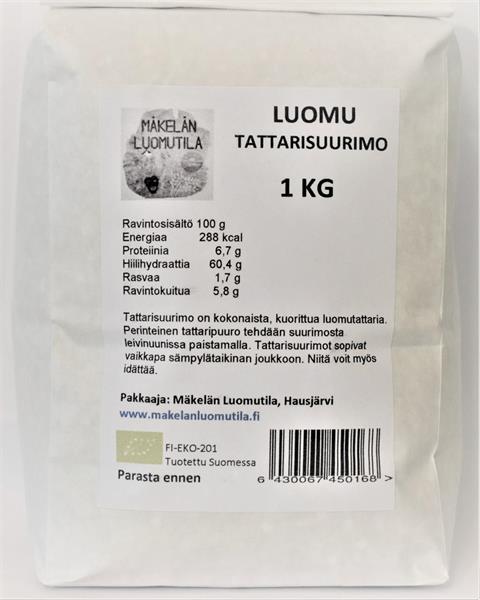 MÄKELÄN
LUOMUTILA
LUOMU
TATTARISUURIMO
1 KG
Ravintosisältö 100 g
Energiaa 288 kcal
Proteiinia 6,7 g
Hiilihydraattia 60,4 g
Rasvaa 1,7 g
Ravintokuitua 5,8 g
Tattarisuurimo on kokonaista, kuorittua luomutattaria.
Perinteinen tattaripuuro tehdään suurimosta
leivinuunissa paistamalla. Tattarisuurimot sopivat
vaikkapa sämpylätaikinan joukkoon. Niitä voit myös
idättää.
Pakkaaja: Mäkelän Luomutila, Hausjärvi
www.makelanluomutila.fi
FI-EKO-201
Tuotettu Suomessa
Parasta ennen
6 430067 450168 >